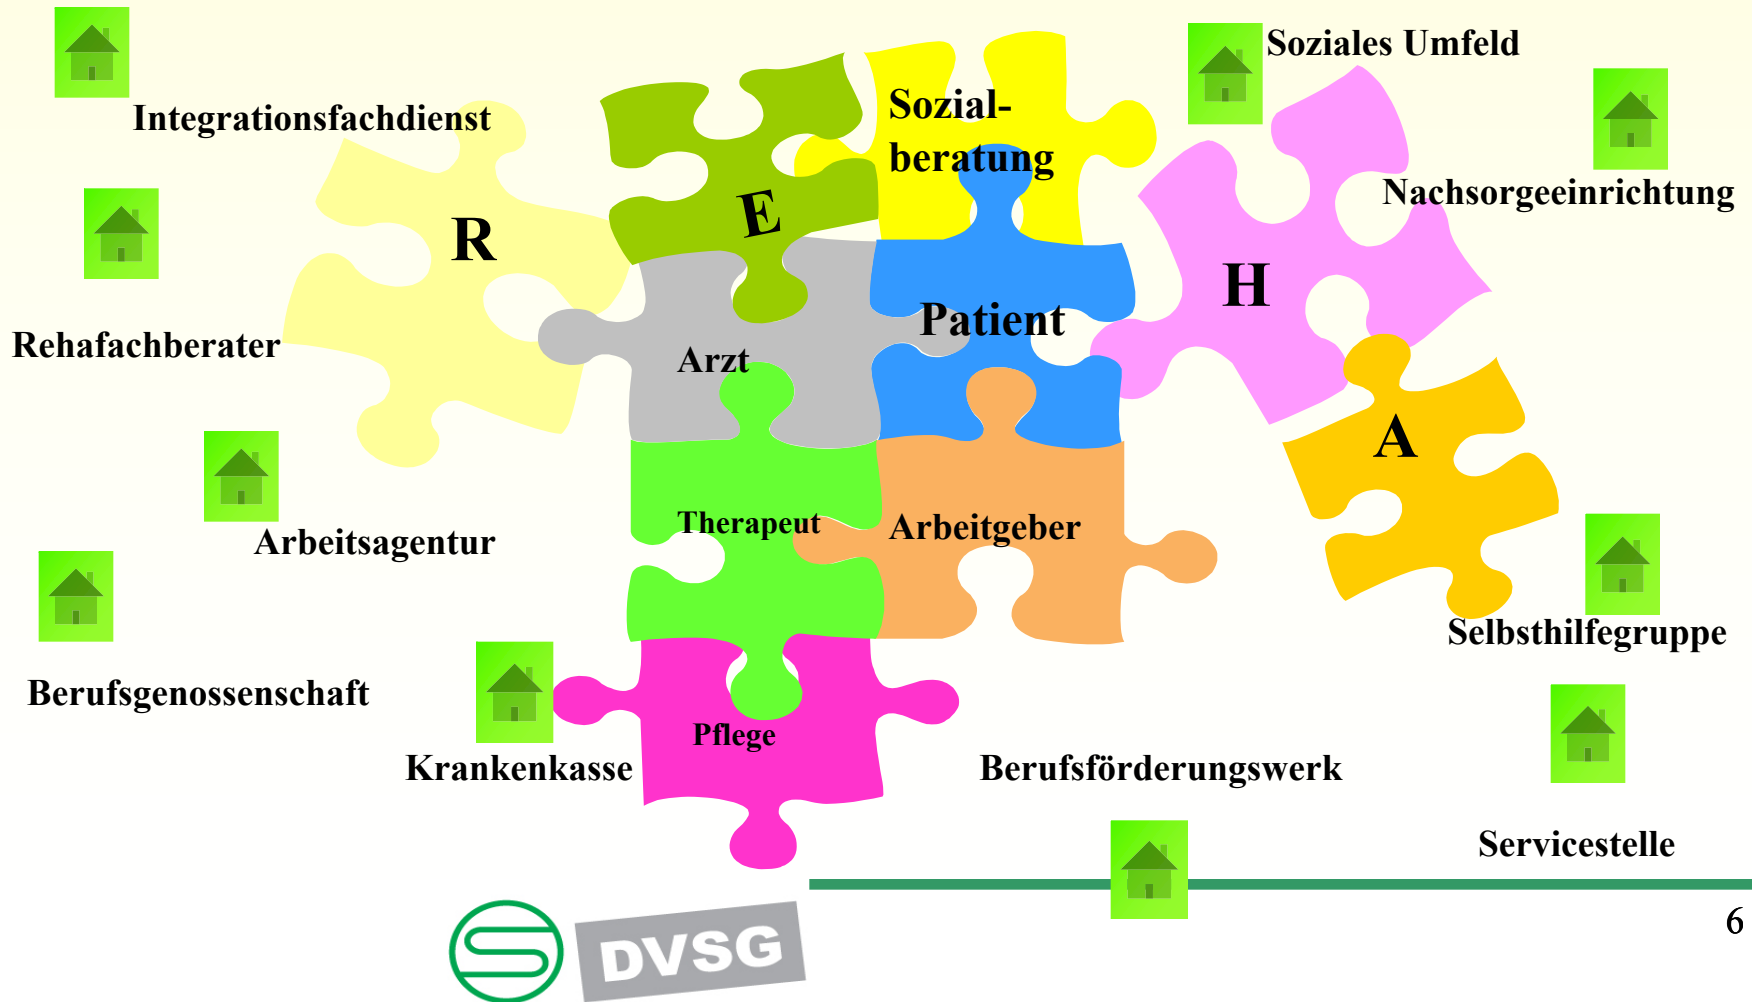 Soziales Umfeld
Integrationsfachdienst
Sozial-
beratung
Nachsorgeeinrichtung
R
E
H
A
Patient
Rehafachberater
Arzt
Therapeut
Arbeitgeber
Arbeitsagentur
Selbsthilfegruppe
Berufsgenossenschaft
Pflege
Krankenkasse
Berufsförderungswerk
Servicestelle
6
DVSG